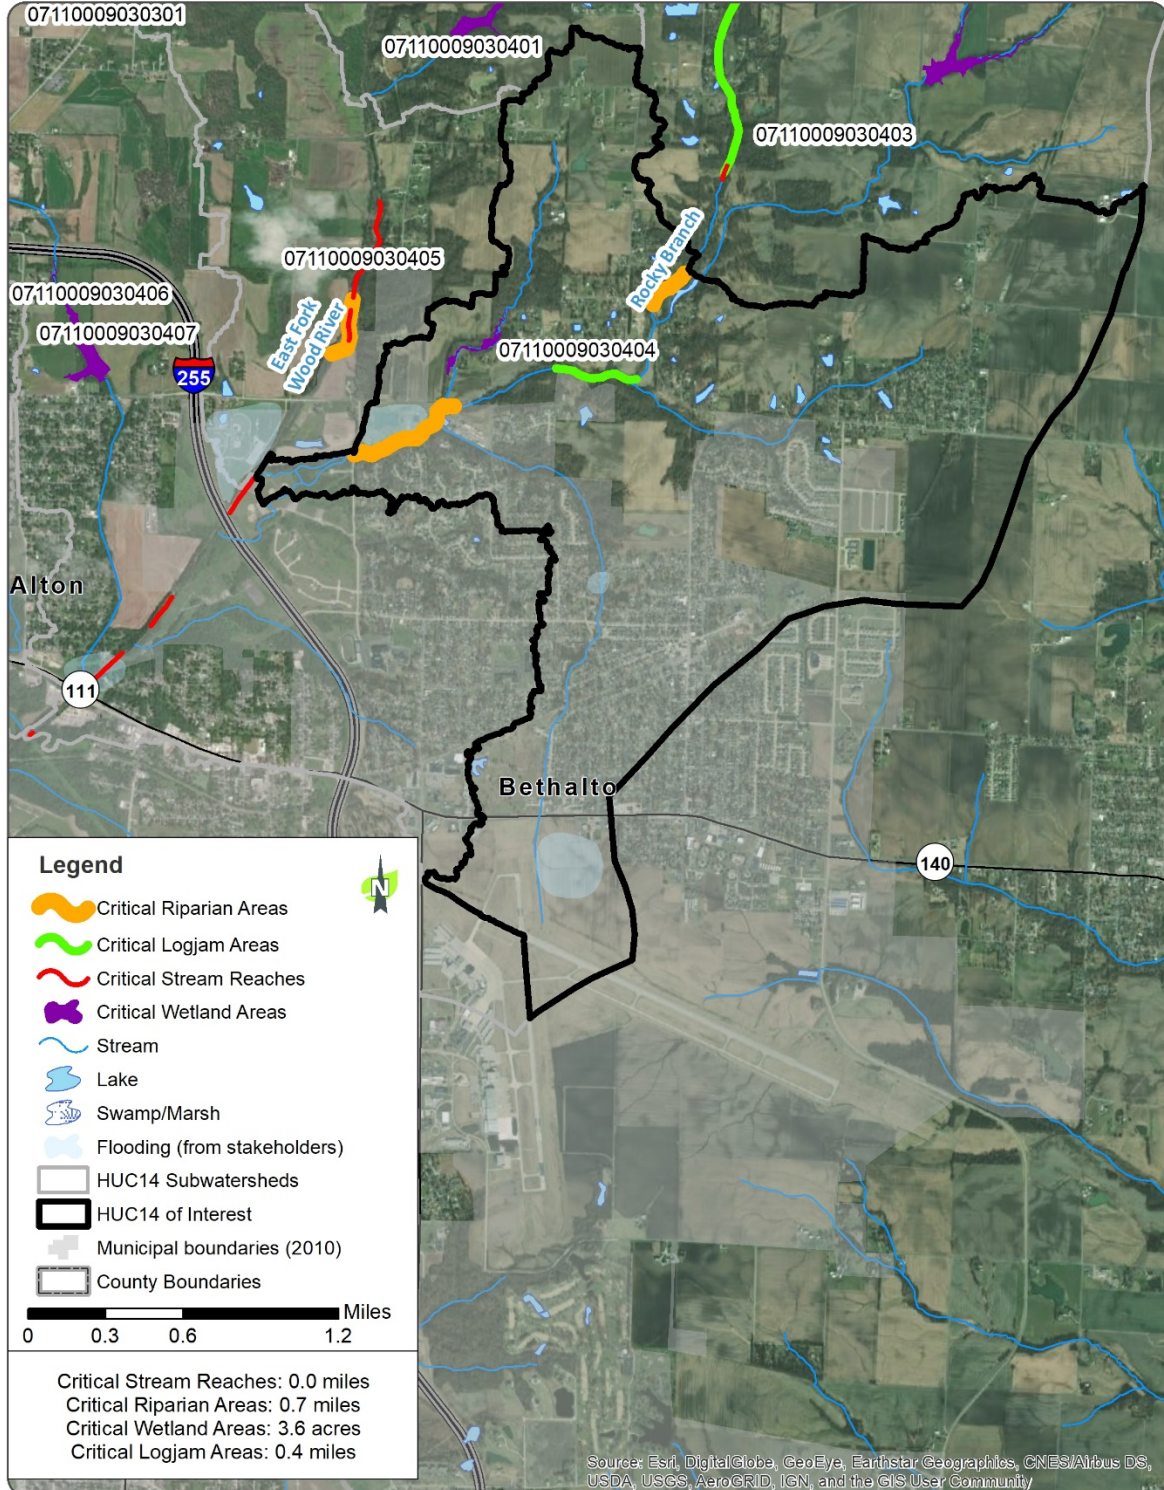 07110009030301
07110009030401
07110009030403
Rocky Branch
07110009030405
07110009030406
East Fork
Wood River
07110009030407
07110009030404
255
Alton
111
Bethalto
140
Legend
N
Critical Riparian Areas
Critical Logjam Areas
Critical Stream Reaches
Critical Wetland Areas
Stream
Lake
Swamp/Marsh
Flooding (from stakeholders)
HUC14 Subwatersheds
HUC14 of Interest
Municipal boundaries (2010)
County Boundaries
Miles
0 0.3 0.6 1.2
Critical Stream Reaches: 0.0 miles
Critical Riparian Areas: 0.7 miles
Critical Wetland Areas: 3.6 acres
Critical Logjam Areas: 0.4 miles
Source: Esri, DigitalGlobe, GeoEye, Earthstar Geographics, CNES/Airbus DS,
USDA, USGS, AeroGRID, IGN, and the GIS User Community